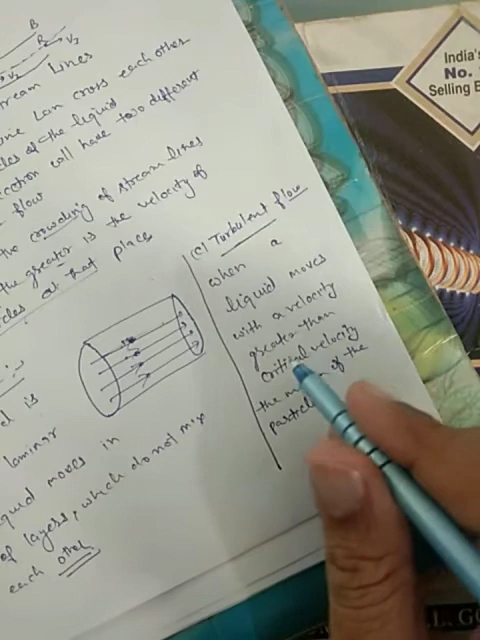 B
R
V₃
V₂
Stream Lines
line can cross each other
les of the liquid
ection will have two different
flow
the crowding of stream lines
the greater is the velocity of
cles at that place
is
laminar
liquid moves in
of layers, which do not mix
each other
(C) Turbulent flow
When a
liquid moves
with a velocity
greater than
critical velocity
the of the
India's
No.
Selling B